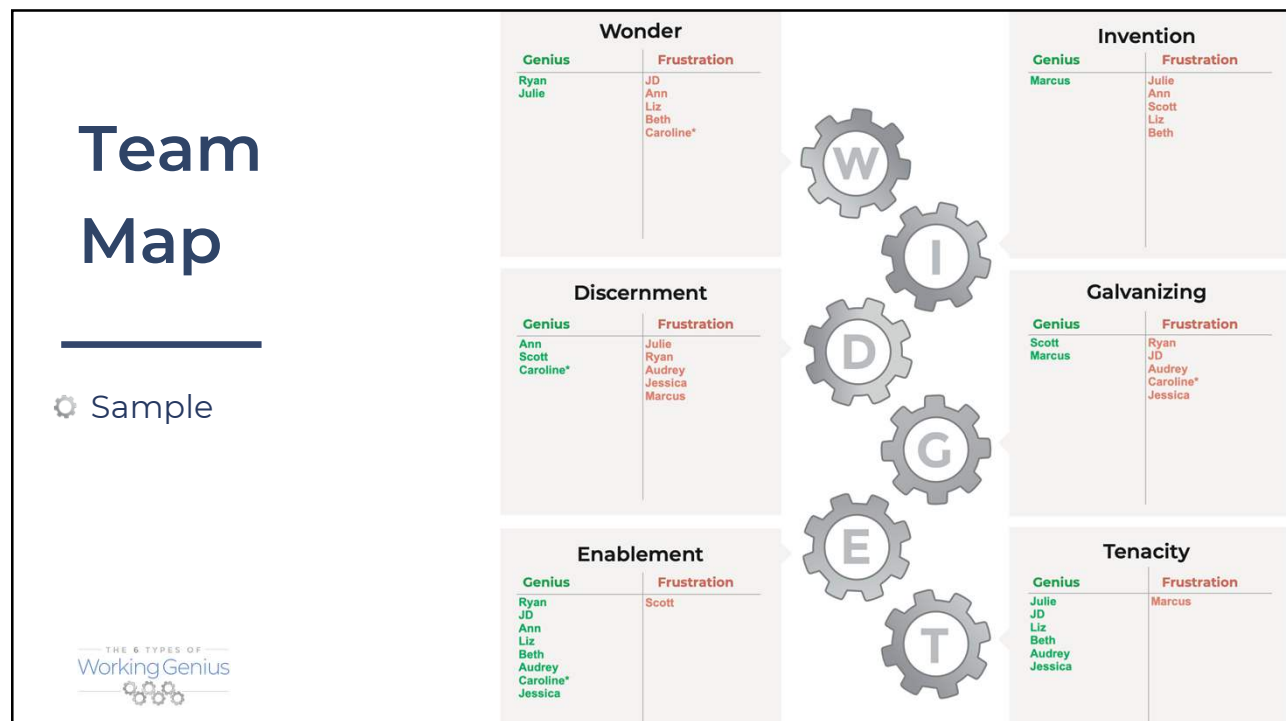 Team
Map
Sample
THE 6 TYPES OF
Working Genius
Wonder
Genius Frustration
Ryan JD
Julie Ann
Liz
Beth
Caroline*
Invention
Genius Frustration
Marcus Julie
Ann
Scott
Liz
Beth
Discernment
Genius Frustration
Ann Julie
Scott Ryan
Caroline* Audrey
Jessica
Marcus
Galvanizing
Genius Frustration
Scott Ryan
Marcus JD
Audrey
Caroline*
Jessica
Enablement
Genius Frustration
Ryan Scott
JD
Ann
Liz
Beth
Audrey
Caroline*
Jessica
Tenacity
Genius Frustration
Julie Marcus
JD
Liz
Beth
Audrey
Jessica
W
I
D
G
E
T